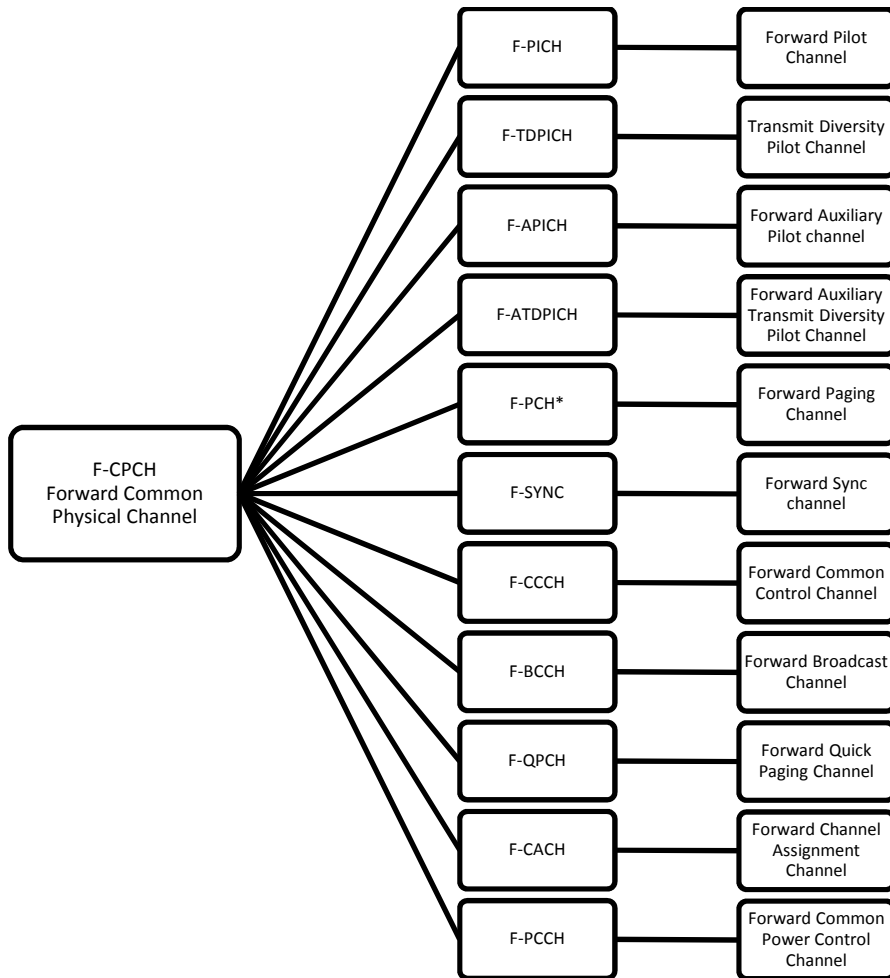 F-PICH
Forward Pilot
Channel
F-TDPICH
Transmit Diversity
Pilot Channel
F-APICH
Forward Auxiliary
Pilot channel
F-ATDPICH
Forward Auxiliary
Transmit Diversity
Pilot Channel
F-PCH*
Forward Paging
Channel
F-CPCH
Forward Common
Physical Channel
F-SYNC
Forward Sync
channel
F-CCCH
Forward Common
Control Channel
F-BCCH
Forward Broadcast
Channel
F-QPCH
Forward Quick
Paging Channel
F-CACH
Forward Channel
Assignment
Channel
F-PCCH
Forward Common
Power Control
Channel